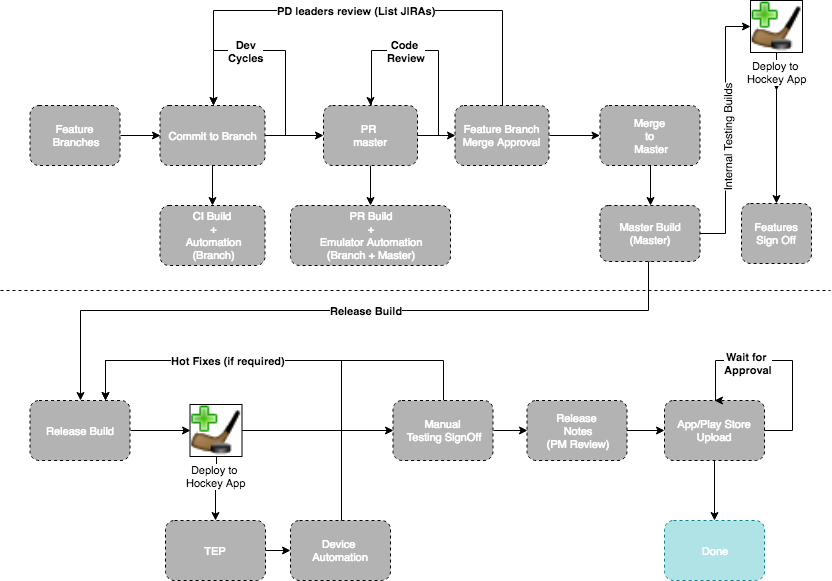 PD leaders review (List JIRAs)
Dev
Cycles
Code
Review
Deploy to
Hockey App
Internal Testing Builds
Feature
Branches
Commit to Branch
PR
master
Feature Branch
Merge Approval
Merge
to
Master
CI Build
+
Automation
(Branch)
PR Build
+
Emulator Automation
(Branch + Master)
Master Build
(Master)
Features
Sign Off
Release Build
Hot Fixes (if required)
Wait for
Approval
Release Build
Deploy to
Hockey App
Manual
Testing SignOff
Release
Notes
(PM Review)
App/Play Store
Upload
TEP
Device
Automation
Done